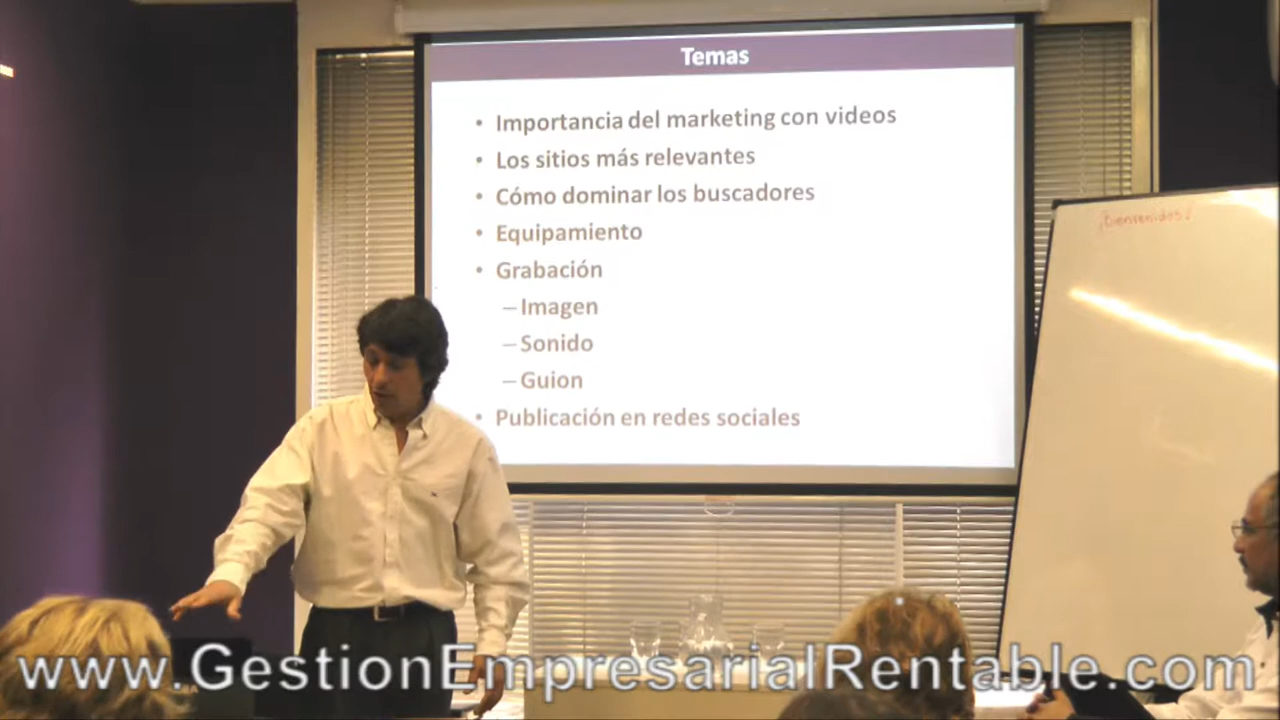 Temas
• Importancia del marketing con videos
• Los sitios más relevantes
• Cómo dominar los buscadores
• Equipamiento
• Grabación
– Imagen
– Sonido
– Guion
• Publicación en redes sociales
¡Bienvenidos!
www.GestionEmpresarialRentable.com